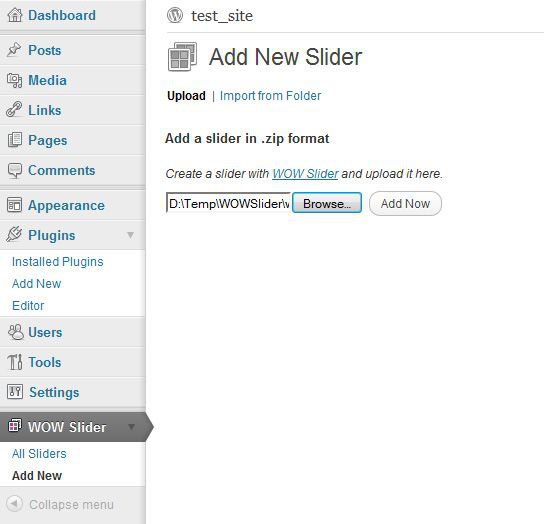 Dashboard
Posts
Media
Links
Pages
Comments
Appearance
Plugins
Installed Plugins
Add New
Editor
Users
Tools
Settings
WOW Slider
All Sliders
Add New
Collapse menu
test_site
Add New Slider
Upload | Import from Folder
Add a slider in .zip format
Create a slider with WOW Slider and upload it here.
D:\Temp\WOWSlider\w Browse... Add Now